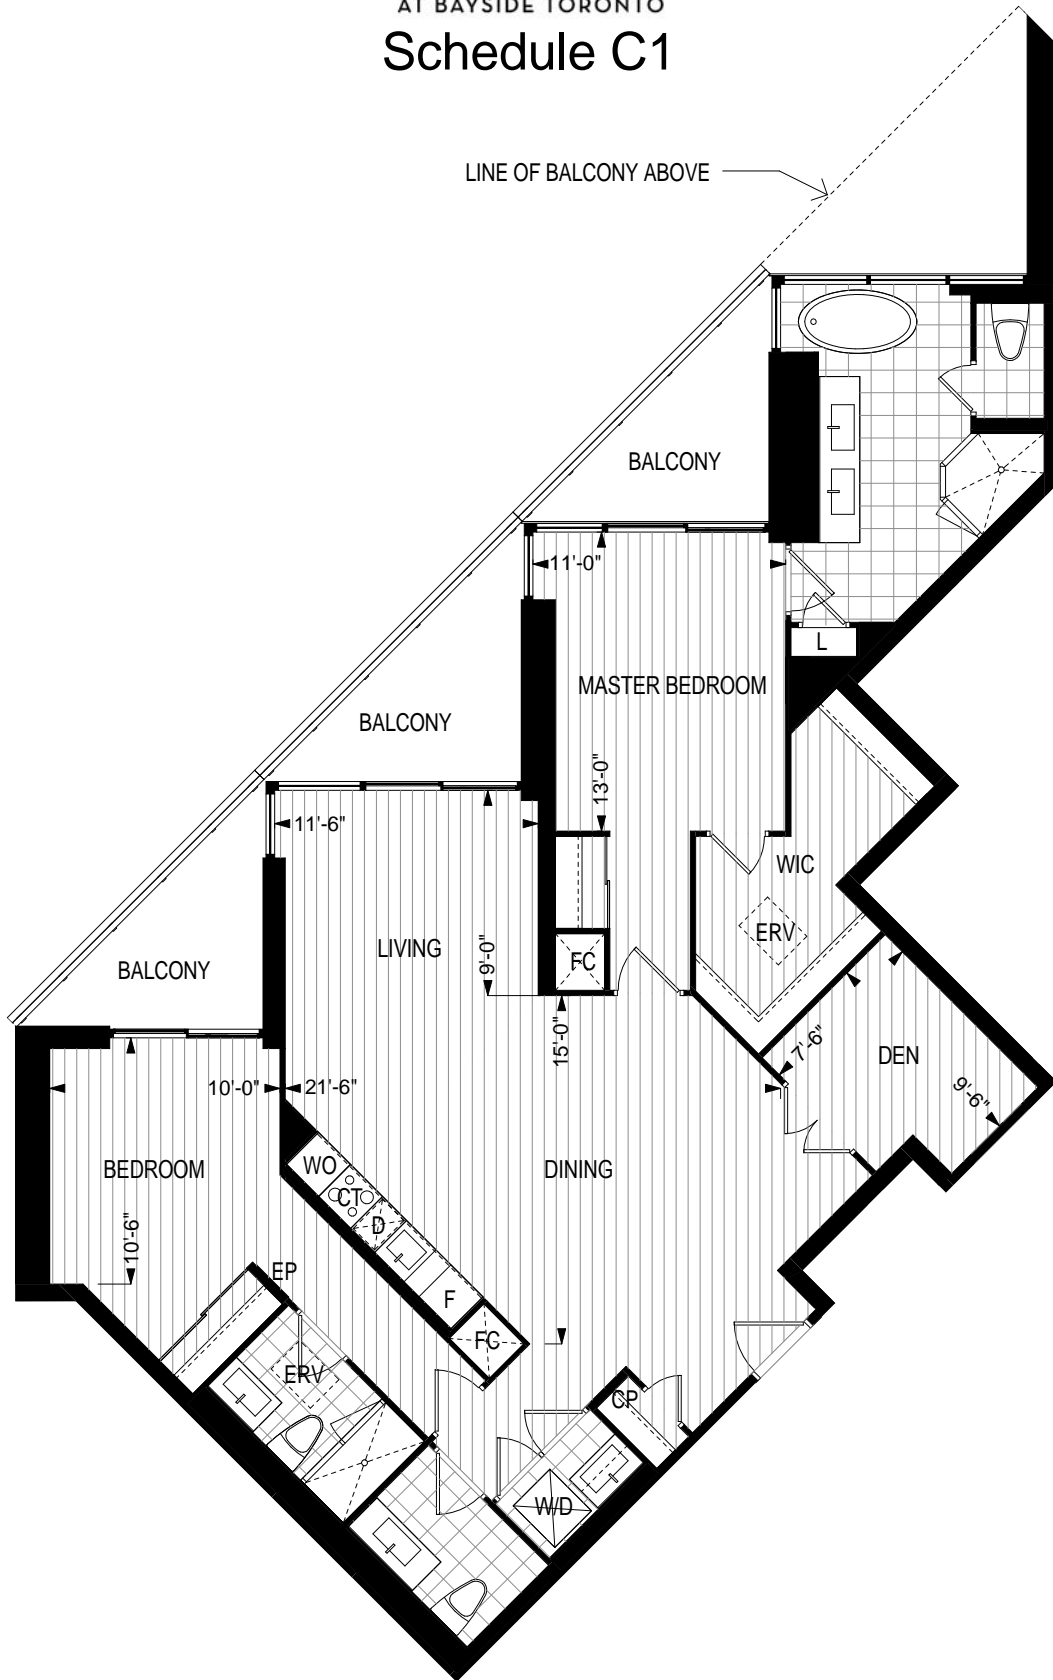 AT BAYSIDE TORONTO
Schedule C1
LINE OF BALCONY ABOVE
BALCONY
11'-0"
L
MASTER BEDROOM
BALCONY
13'-0"
11'-6"
WIC
ERV
LIVING
9'-0"
FC
BALCONY
15'-0"
7'-6"
DEN
9'-6"
10'-0"
21'-6"
BEDROOM
WO
CT
D
DINING
10'-6"
EP
F
FC
ERV
CP
W/D